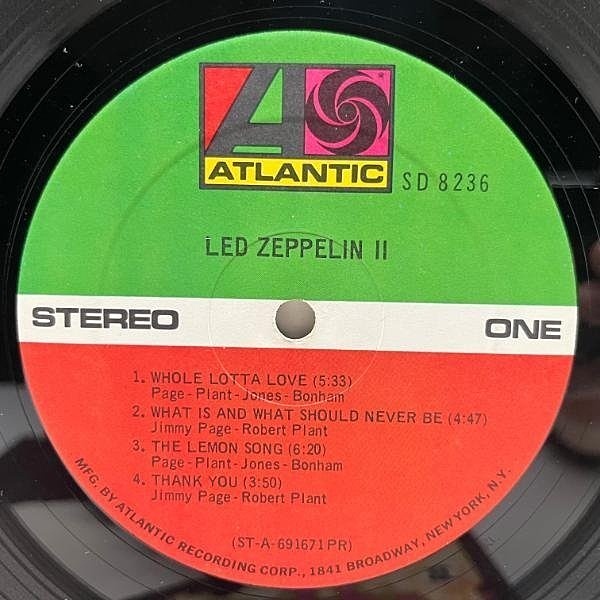 ATLANTIC
SD 8236
LED ZEPPELIN II
STEREO
ONE
1. WHOLE LOTTA LOVE (5:33)
Page-Plant-Jones-Bonham
2. WHAT IS AND WHAT SHOULD NEVER BE (4:47)
Jimmy Page-Robert Plant
3. THE LEMON SONG (6:20)
Page-Plant-Jones-Bonham
4. THANK YOU (3:50)
Jimmy Page-Robert Plant
(ST-A-691671PR)
MFG. BY ATLANTIC RECORDING CORP., 1841 BROADWAY, NEW YORK, N.Y.